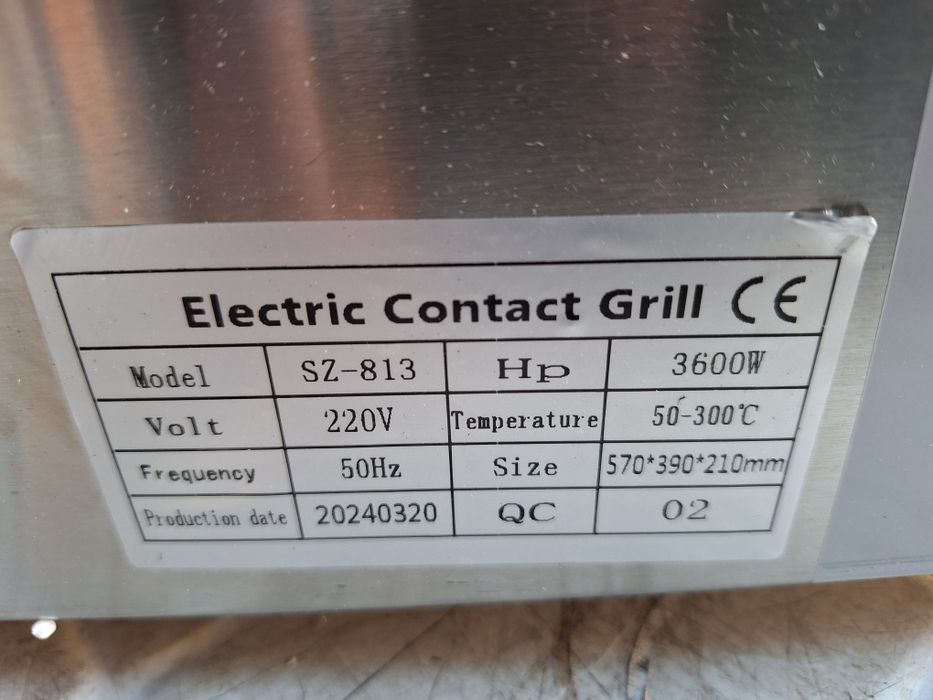 Electric Contact Grill CE
Model SZ-813 Hp 3600W
Volt 220V Temperature 50-300℃
Frequency 50Hz Size 570*390*210mm
Production date 20240320 QC 02